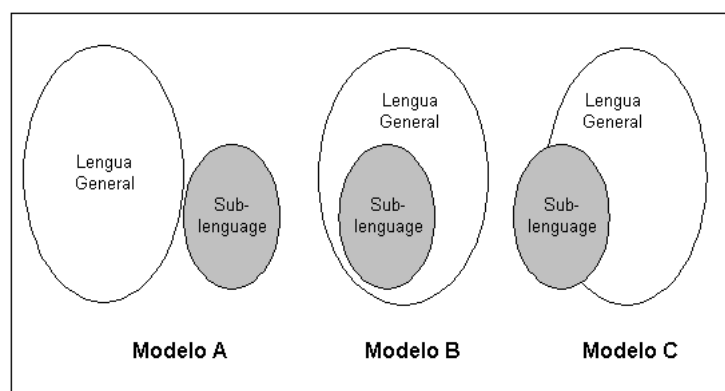 Lengua
General
Sub-
lenguage
Modelo A
Lengua
General
Sub-
lenguage
Modelo B
Lengua
General
Sub-
lenguage
Modelo C